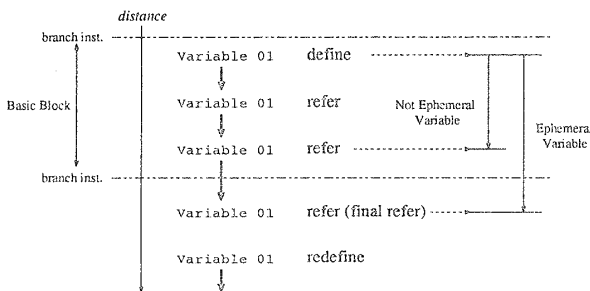 distance
branch inst.
Variable 01 define
Variable 01 refer
Basic Block
Not Ephemeral
Variable
Ephemera
Variable
Variable 01 refer
branch inst.
Variable 01 refer (final refer)
Variable 01 redefine